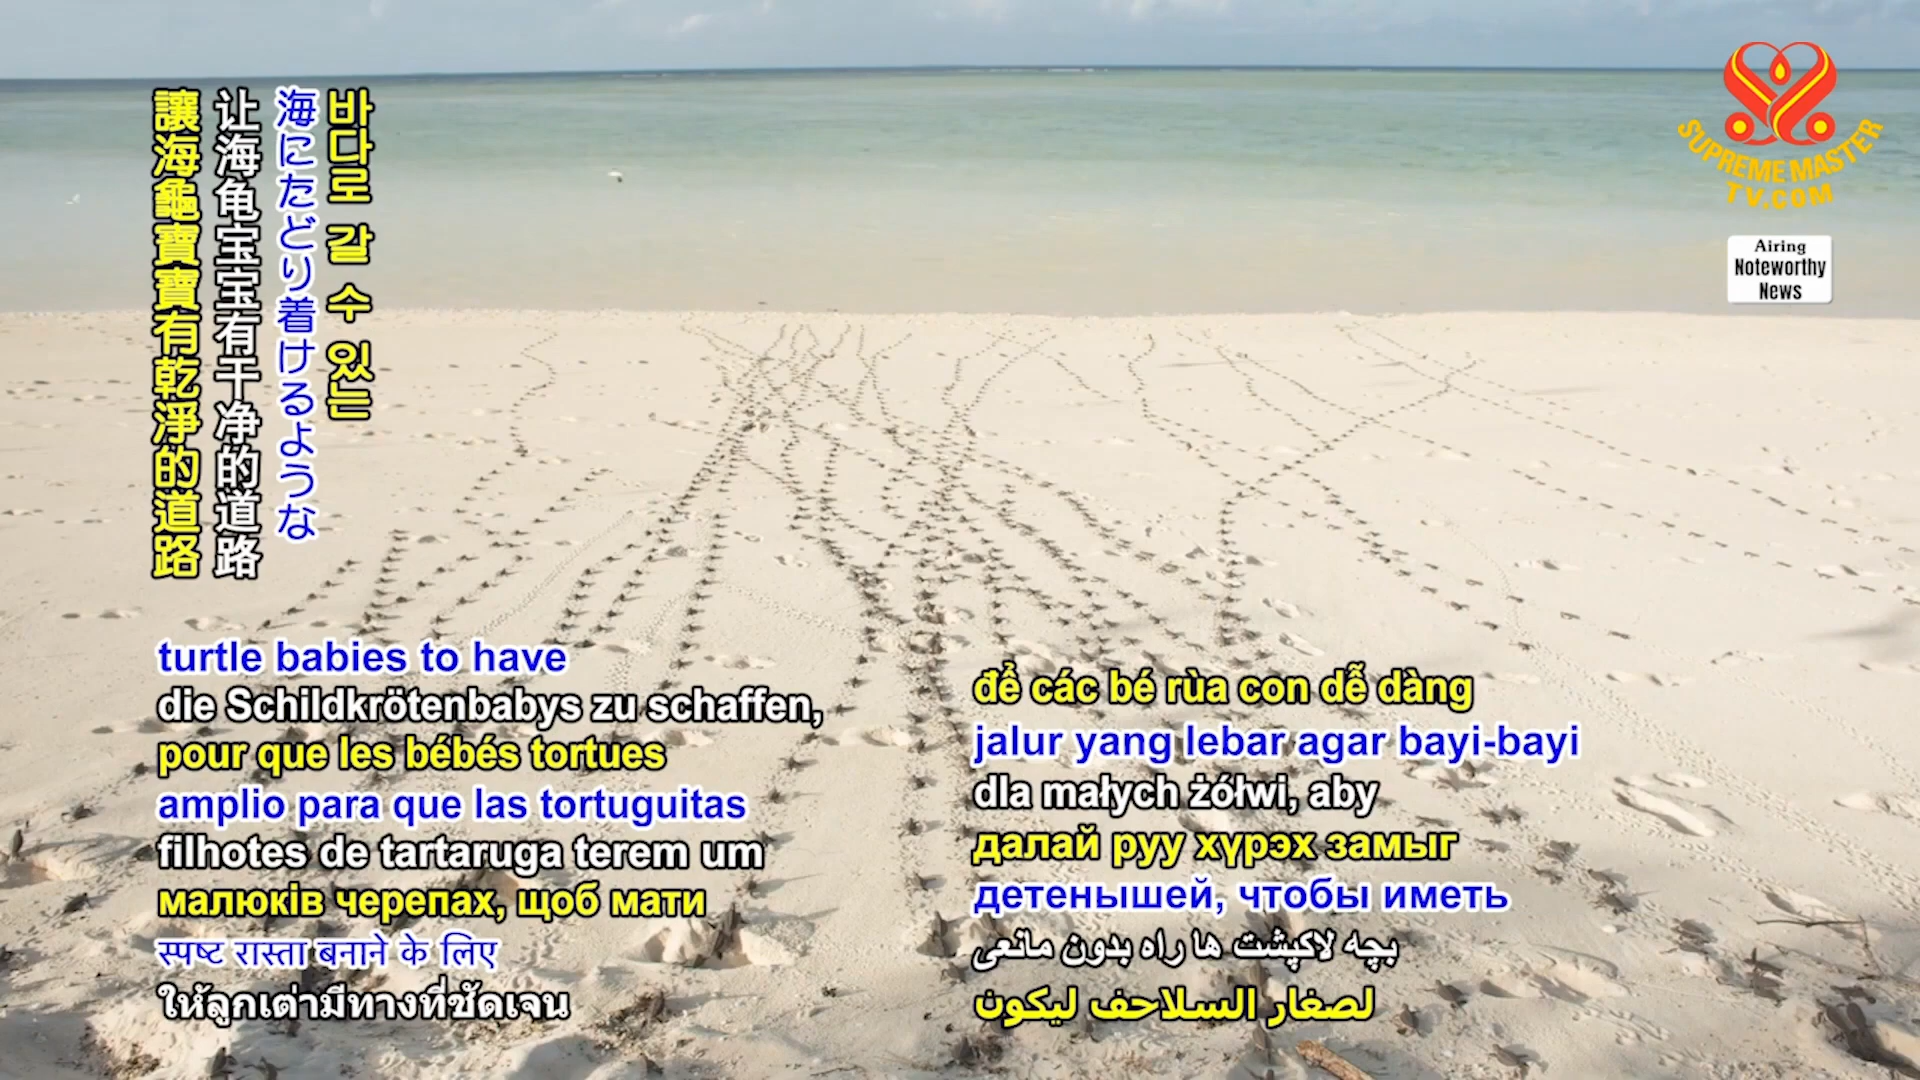 讓海龜寶寶有乾淨的道路
让海龟宝宝有干净的道路
海にたどり着けるような
바다로 갈 수 있는
turtle babies to have
die Schildkrötenbabys zu schaffen,
pour que les bébés tortues
amplio para que las tortuguitas
filhotes de tartaruga terem um
малюків черепах, щоб мати
स्पष्ट रास्ता बनाने के लिए
ให้ลูกเต่ามีทางที่ชัดเจน
để các bé rùa con dễ dàng
jalur yang lebar agar bayi-bayi
dla małych żółwi, aby
далай руу хүрэх замыг
детенышей, чтобы иметь
بچه لاکپشت ها راه بدون مانعی
لصغار السلاحف ليكون
SUPREME MASTER
TV.COM
Airing
Noteworthy
News